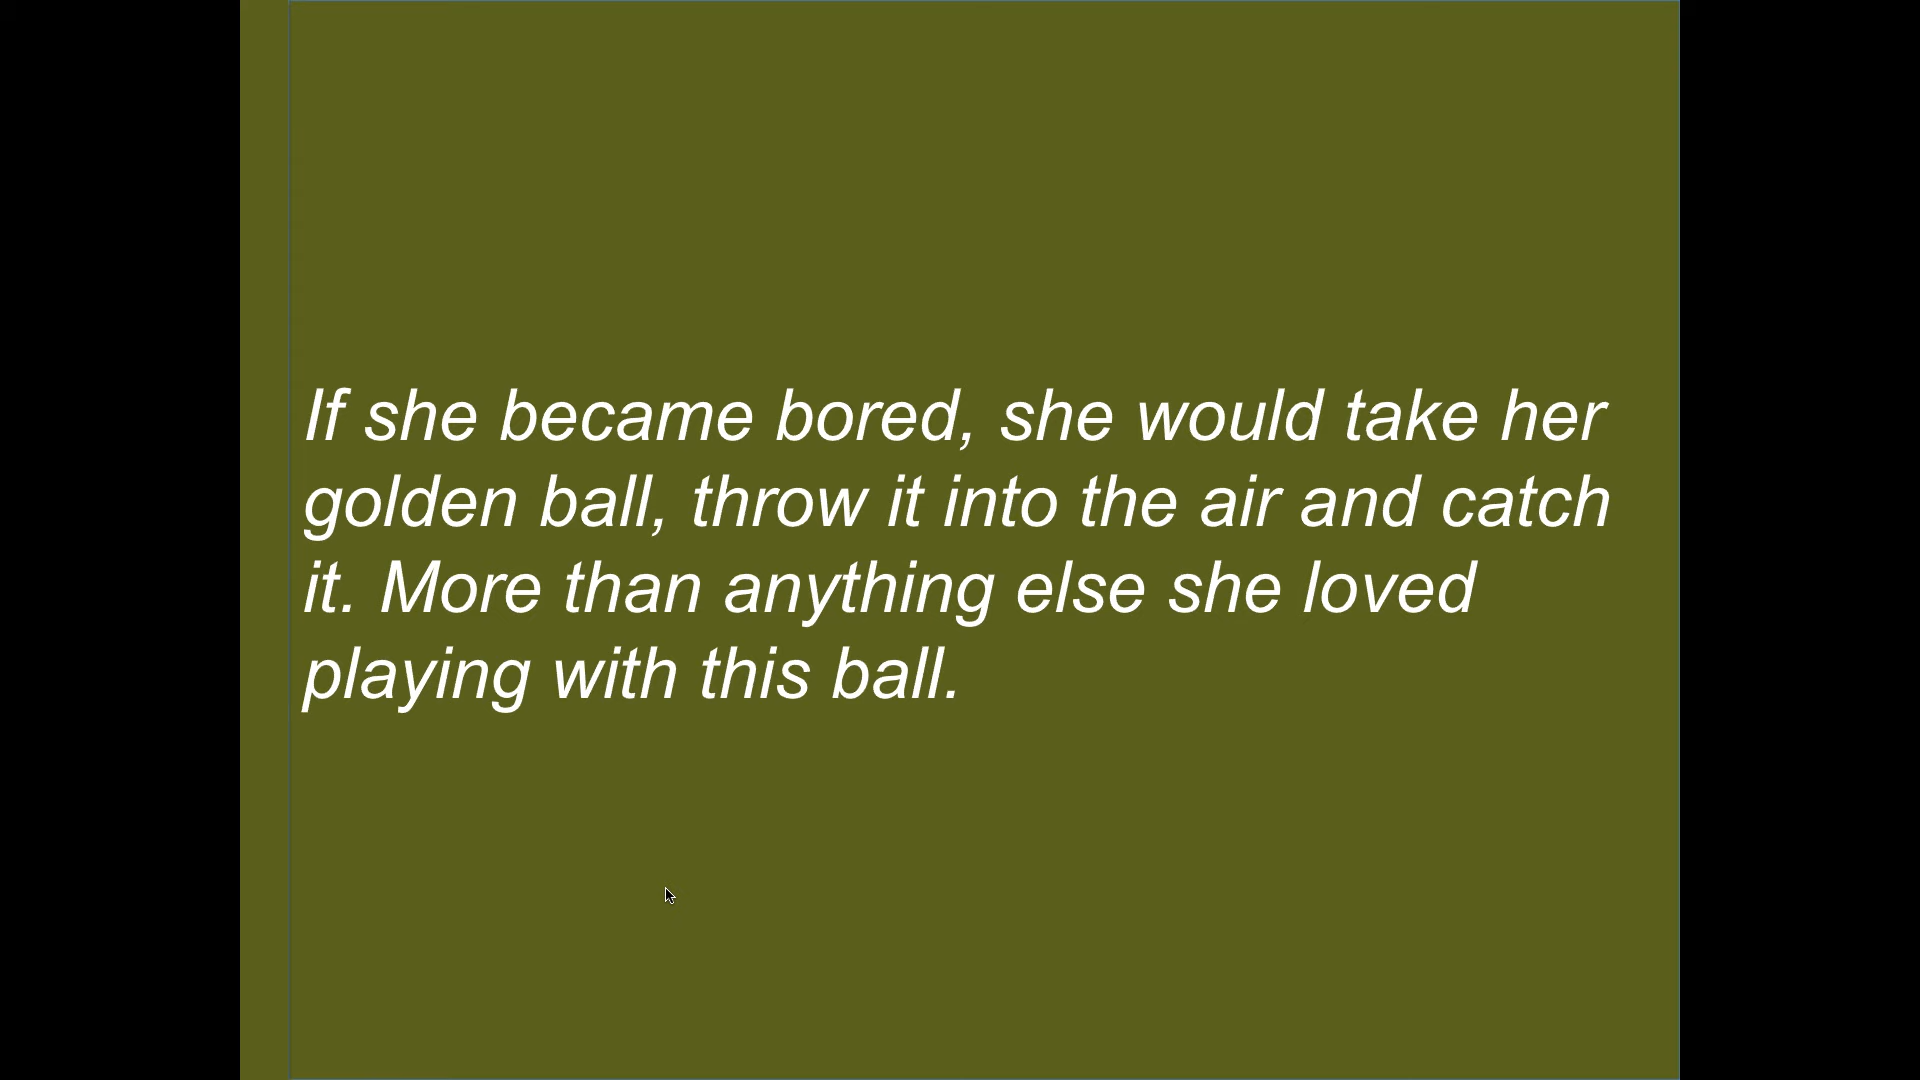 If she became bored, she would take her
golden ball, throw it into the air and catch
it. More than anything else she loved
playing with this ball.